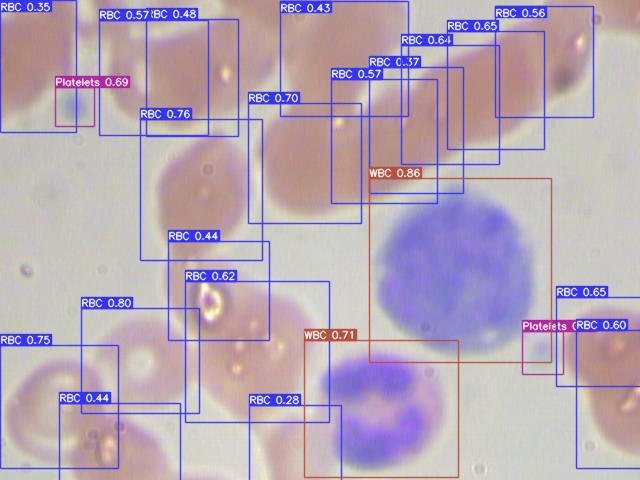 RBC 0.35
RBC 0.57
RBC 0.48
RBC 0.43
RBC 0.56
RBC 0.65
RBC 0.64
RBC 0.37
RBC 0.57
Platelets 0.69
RBC 0.70
RBC 0.76
WBC 0.86
RBC 0.44
RBC 0.62
RBC 0.65
RBC 0.80
Platelets
RBC 0.60
WBC 0.71
RBC 0.75
RBC 0.44
RBC 0.28